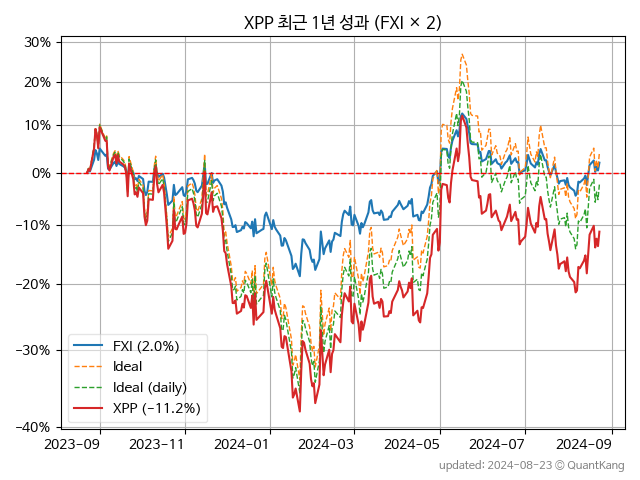 XPP 최근 1년 성과 (FXI × 2)
30%
20%
10%
0%
−10%
−20%
−30%
−40%
FXI (2.0%)
Ideal
Ideal (daily)
XPP (−11.2%)
2023−09 2023−11 2024−01 2024−03 2024−05 2024−07 2024−09
updated: 2024−08−23 © QuantKang